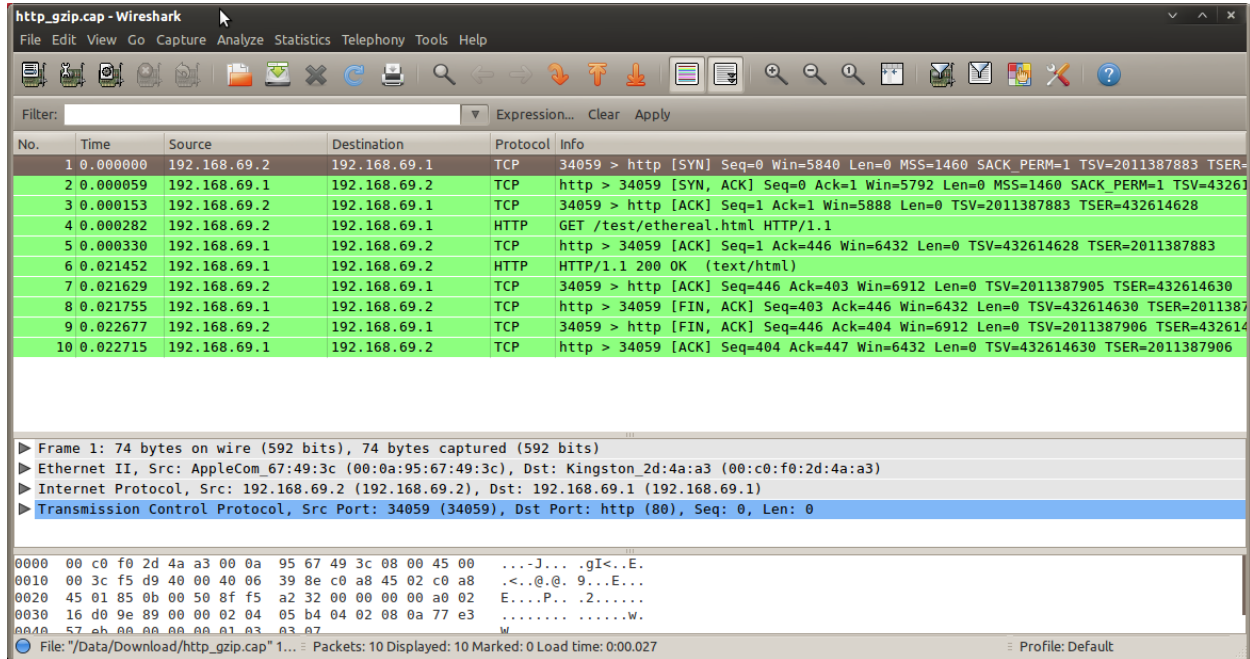 http_gzip.cap - Wireshark
File Edit View Go Capture Analyze Statistics Telephony Tools Help
Filter: Expression... Clear Apply
No. Time Source Destination Protocol Info
1 0.000000 192.168.69.2 192.168.69.1 TCP 34059 > http [SYN] Seq=0 Win=5840 Len=0 MSS=1460 SACK_PERM=1 TSV=2011387883 TSER=
2 0.000059 192.168.69.1 192.168.69.2 TCP http > 34059 [SYN, ACK] Seq=0 Ack=1 Win=5792 Len=0 MSS=1460 SACK_PERM=1 TSV=43261
3 0.000153 192.168.69.2 192.168.69.1 TCP 34059 > http [ACK] Seq=1 Ack=1 Win=5888 Len=0 TSV=2011387883 TSER=432614628
4 0.000282 192.168.69.2 192.168.69.1 HTTP GET /test/ethereal.html HTTP/1.1
5 0.000330 192.168.69.1 192.168.69.2 TCP http > 34059 [ACK] Seq=1 Ack=446 Win=6432 Len=0 TSV=432614628 TSER=2011387883
6 0.021452 192.168.69.1 192.168.69.2 HTTP HTTP/1.1 200 OK (text/html)
7 0.021629 192.168.69.2 192.168.69.1 TCP 34059 > http [ACK] Seq=446 Ack=403 Win=6912 Len=0 TSV=2011387905 TSER=432614630
8 0.021755 192.168.69.1 192.168.69.2 TCP http > 34059 [FIN, ACK] Seq=403 Ack=446 Win=6432 Len=0 TSV=432614630 TSER=2011387
9 0.022677 192.168.69.2 192.168.69.1 TCP 34059 > http [FIN, ACK] Seq=446 Ack=404 Win=6912 Len=0 TSV=2011387906 TSER=432614
10 0.022715 192.168.69.1 192.168.69.2 TCP http > 34059 [ACK] Seq=404 Ack=447 Win=6432 Len=0 TSV=432614630 TSER=2011387906
Frame 1: 74 bytes on wire (592 bits), 74 bytes captured (592 bits)
Ethernet II, Src: AppleCom_67:49:3c (00:0a:95:67:49:3c), Dst: Kingston_2d:4a:a3 (00:c0:f0:2d:4a:a3)
Internet Protocol, Src: 192.168.69.2 (192.168.69.2), Dst: 192.168.69.1 (192.168.69.1)
Transmission Control Protocol, Src Port: 34059 (34059), Dst Port: http (80), Seq: 0, Len: 0
0000 00 c0 f0 2d 4a a3 00 0a 95 67 49 3c 08 00 45 00 ...-J... .gI<..E.
0010 00 3c f5 d9 40 00 40 06 39 8e c0 a8 45 02 c0 a8 .<..@.@. 9...E...
0020 45 01 85 0b 00 50 8f f5 a2 32 00 00 00 00 a0 02 E....P.. .2......
0030 16 d0 9e 89 00 00 02 04 05 b4 04 02 08 0a 77 e3 ........ ......w.
0040 57 eb 00 00 00 00 01 03 03 07 W
File: "/Data/Download/http_gzip.cap" 1... Packets: 10 Displayed: 10 Marked: 0 Load time: 0:00.027 Profile: Default